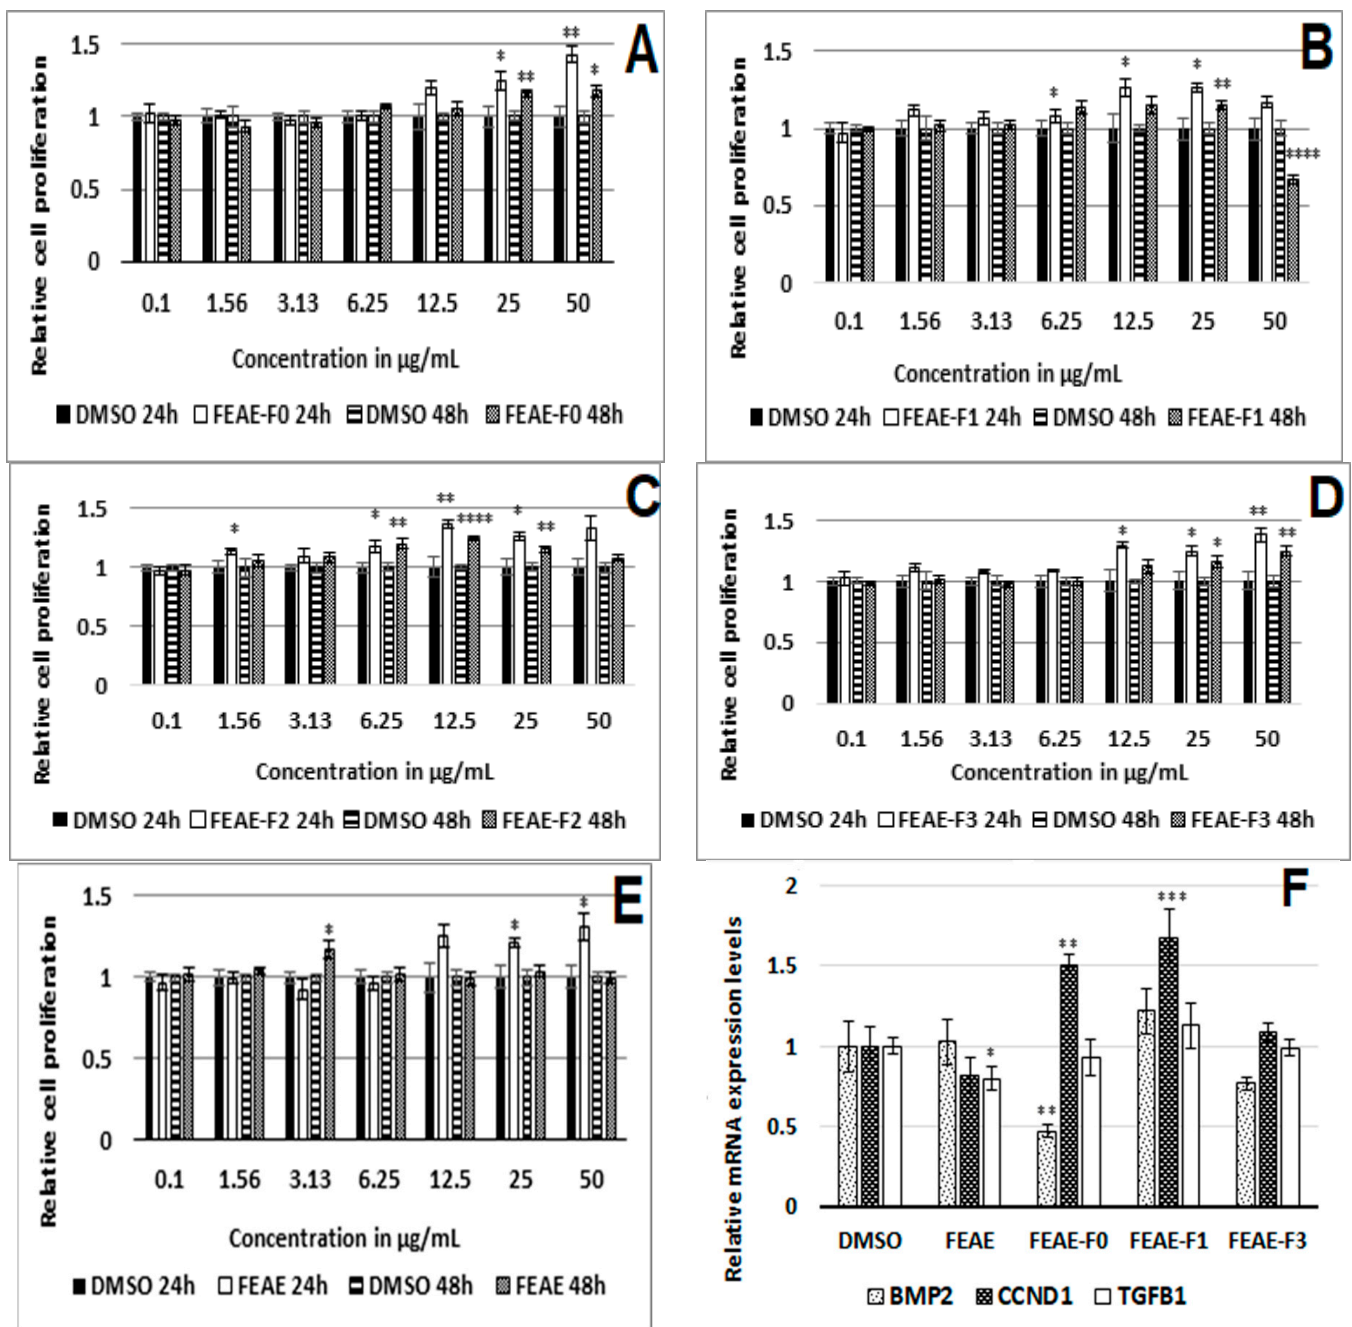 A
Relative cell proliferation
1.5
1
0.5
0
‡ ‡‡ ‡‡ ‡
0.1 1.56 3.13 6.25 12.5 25 50
Concentration in µg/mL
DMSO 24h FEAE-F0 24h DMSO 48h FEAE-F0 48h
B
Relative cell proliferation
1.5
1
0.5
0
‡ ‡ ‡ ‡‡ ‡‡‡‡
0.1 1.56 3.13 6.25 12.5 25 50
Concentration in µg/mL
DMSO 24h FEAE-F1 24h DMSO 48h FEAE-F1 48h
C
Relative cell proliferation
1.5
1
0.5
0
‡ ‡ ‡‡ ‡‡ ‡‡‡‡ ‡ ‡‡
0.1 1.56 3.13 6.25 12.5 25 50
Concentration in µg/mL
DMSO 24h FEAE-F2 24h DMSO 48h FEAE-F2 48h
D
Relative cell proliferation
1.5
1
0.5
0
‡ ‡ ‡ ‡‡ ‡‡
0.1 1.56 3.13 6.25 12.5 25 50
Concentration in µg/mL
DMSO 24h FEAE-F3 24h DMSO 48h FEAE-F3 48h
E
Relative cell proliferation
1.5
1
0.5
0
‡ ‡ ‡
0.1 1.56 3.13 6.25 12.5 25 50
Concentration in µg/mL
DMSO 24h FEAE 24h DMSO 48h FEAE 48h
F
Relative mRNA expression levels
2
1.5
1
0.5
0
‡ ‡‡ ‡‡ ‡‡‡
DMSO FEAE FEAE-F0 FEAE-F1 FEAE-F3
BMP2 CCND1 TGFB1